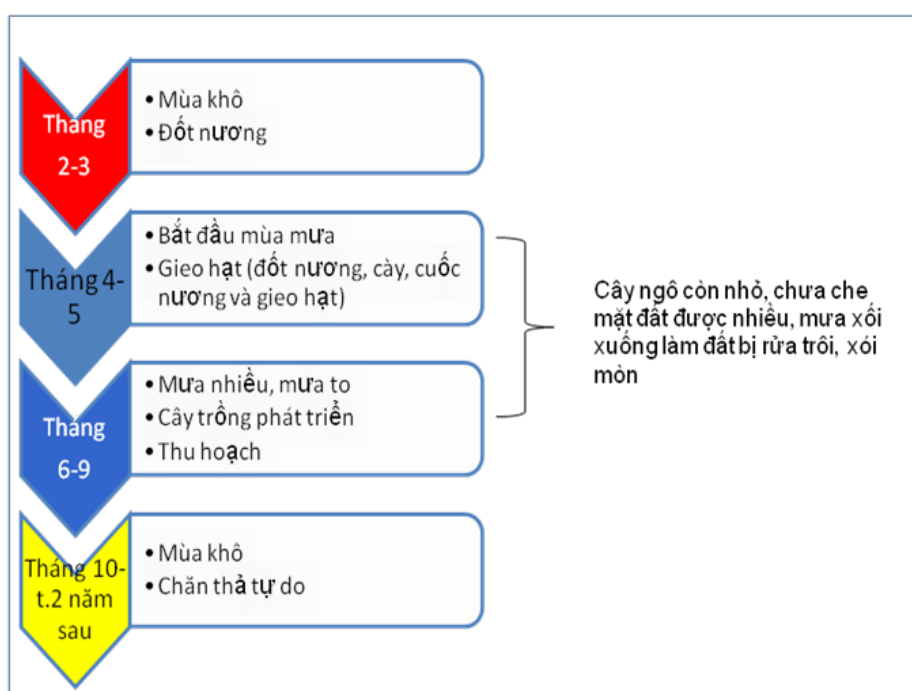 Tháng
2-3
• Mùa khô
• Đốt nương
Tháng 4-
5
• Bắt đầu mùa mưa
• Gieo hạt (đốt nương, cày, cuốc
nương và gieo hạt)
Tháng
6-9
• Mưa nhiều, mưa to
• Cây trồng phát triển
• Thu hoạch
Tháng 10-
t.2 năm
sau
• Mùa khô
• Chăn thả tự do
Cây ngô còn nhỏ, chưa che
mặt đất được nhiều, mưa xối
xuống làm đất bị rửa trôi, xói
mòn